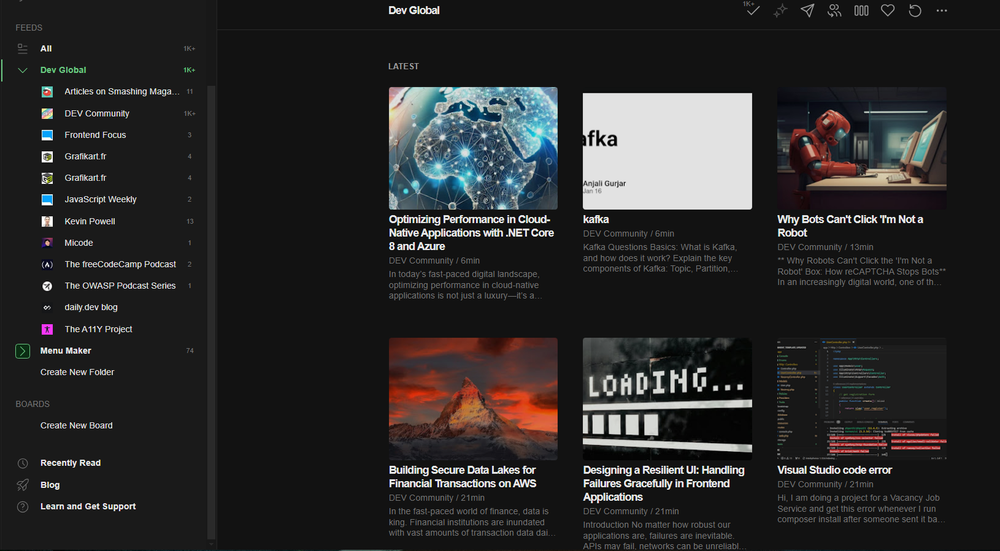 FEEDS
All
1K+
Dev Global
1K+
Articles on Smashing Maga...
11
DEV Community
1K+
Frontend Focus
3
Grafikart.fr
4
Grafikart.fr
4
JavaScript Weekly
2
Kevin Powell
13
Micode
1
The freeCodeCamp Podcast
2
The OWASP Podcast Series
1
daily.dev blog
The A11Y Project
Menu Maker
74
Create New Folder
BOARDS
Create New Board
Recently Read
Blog
Learn and Get Support
Dev Global
1K+
LATEST
Optimizing Performance in Cloud-
Native Applications with .NET Core
8 and Azure
DEV Community / 6min
In today's fast-paced digital landscape,
optimizing performance in cloud-native
applications is not just a luxury—it's a...
afka
Anjali Gurjar
Jan 16
kafka
DEV Community / 6min
Kafka Questions Basics: What is Kafka,
and how does it work? Explain the key
components of Kafka: Topic, Partition,...
Why Bots Can't Click 'I'm Not a
Robot
DEV Community / 13min
** Why Robots Can't Click the 'I'm Not a
Robot' Box: How reCAPTCHA Stops Bots**
In an increasingly digital world, one of th...
Building Secure Data Lakes for
Financial Transactions on AWS
DEV Community / 21min
In the fast-paced world of finance, data is
king. Financial institutions are inundated
with vast amounts of transaction data dai...
LOADING...
Designing a Resilient UI: Handling
Failures Gracefully in Frontend
Applications
DEV Community / 21min
Introduction No matter how robust our
applications are, failures are inevitable.
APIs may fail, networks can be unreliabl...
Visual Studio code error
DEV Community / 21min
Hi, I am doing a project for a Vacancy Job
Service and get this error whenever I run
composer install after someone sent it ba...